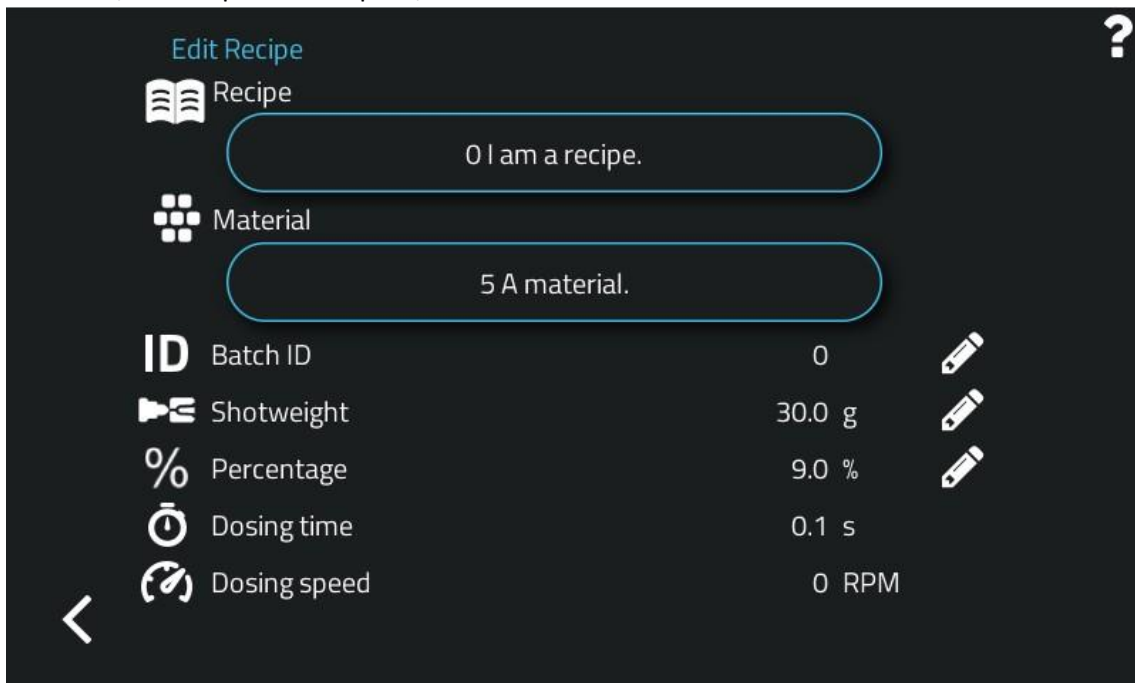 Edit Recipe
?
Recipe
0 I am a recipe.
Material
5 A material.
ID Batch ID 0
Shotweight 30.0 g
% Percentage 9.0 %
Dosing time 0.1 s
Dosing speed 0 RPM